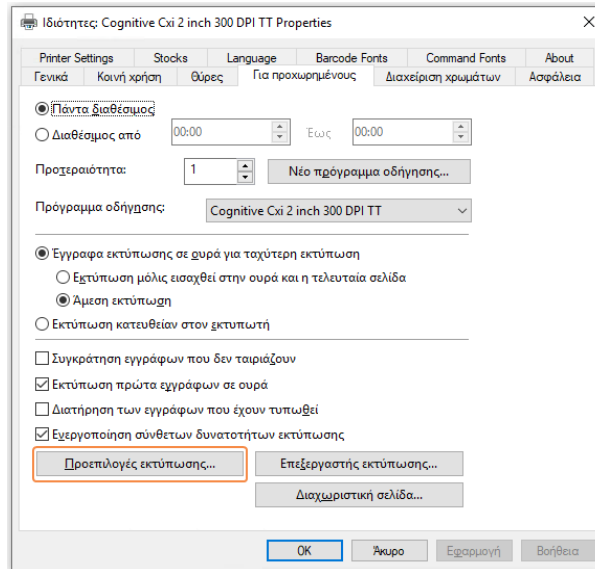 Ιδιότητες: Cognitive Cxi 2 inch 300 DPI TT Properties
Printer Settings Stocks Language Barcode Fonts Command Fonts About
Γενικά Κοινή χρήση Θύρες Για προχωρημένους Διαχείριση χρωμάτων Ασφάλεια
Πάντα διαθέσιμος
Διαθέσιμος από 00:00 Έως 00:00
Προτεραιότητα: 1 Νέο πρόγραμμα οδήγησης...
Πρόγραμμα οδήγησης: Cognitive Cxi 2 inch 300 DPI TT
Έγγραφα εκτύπωσης σε ουρά για ταχύτερη εκτύπωση
Εκτύπωση μόλις εισαχθεί στην ουρά και η τελευταία σελίδα
Άμεση εκτύπωση
Εκτύπωση κατευθείαν στον εκτυπωτή
Συγκράτηση εγγράφων που δεν ταιριάζουν
Εκτύπωση πρώτα εγγράφων σε ουρά
Διατήρηση των εγγράφων που έχουν τυπωθεί
Ενεργοποίηση σύνθετων δυνατοτήτων εκτύπωσης
Προεπιλογές εκτύπωσης... Επεξεργαστής εκτύπωσης...
Διαχωριστική σελίδα...
OK Άκυρο Εφαρμογή Βοήθεια